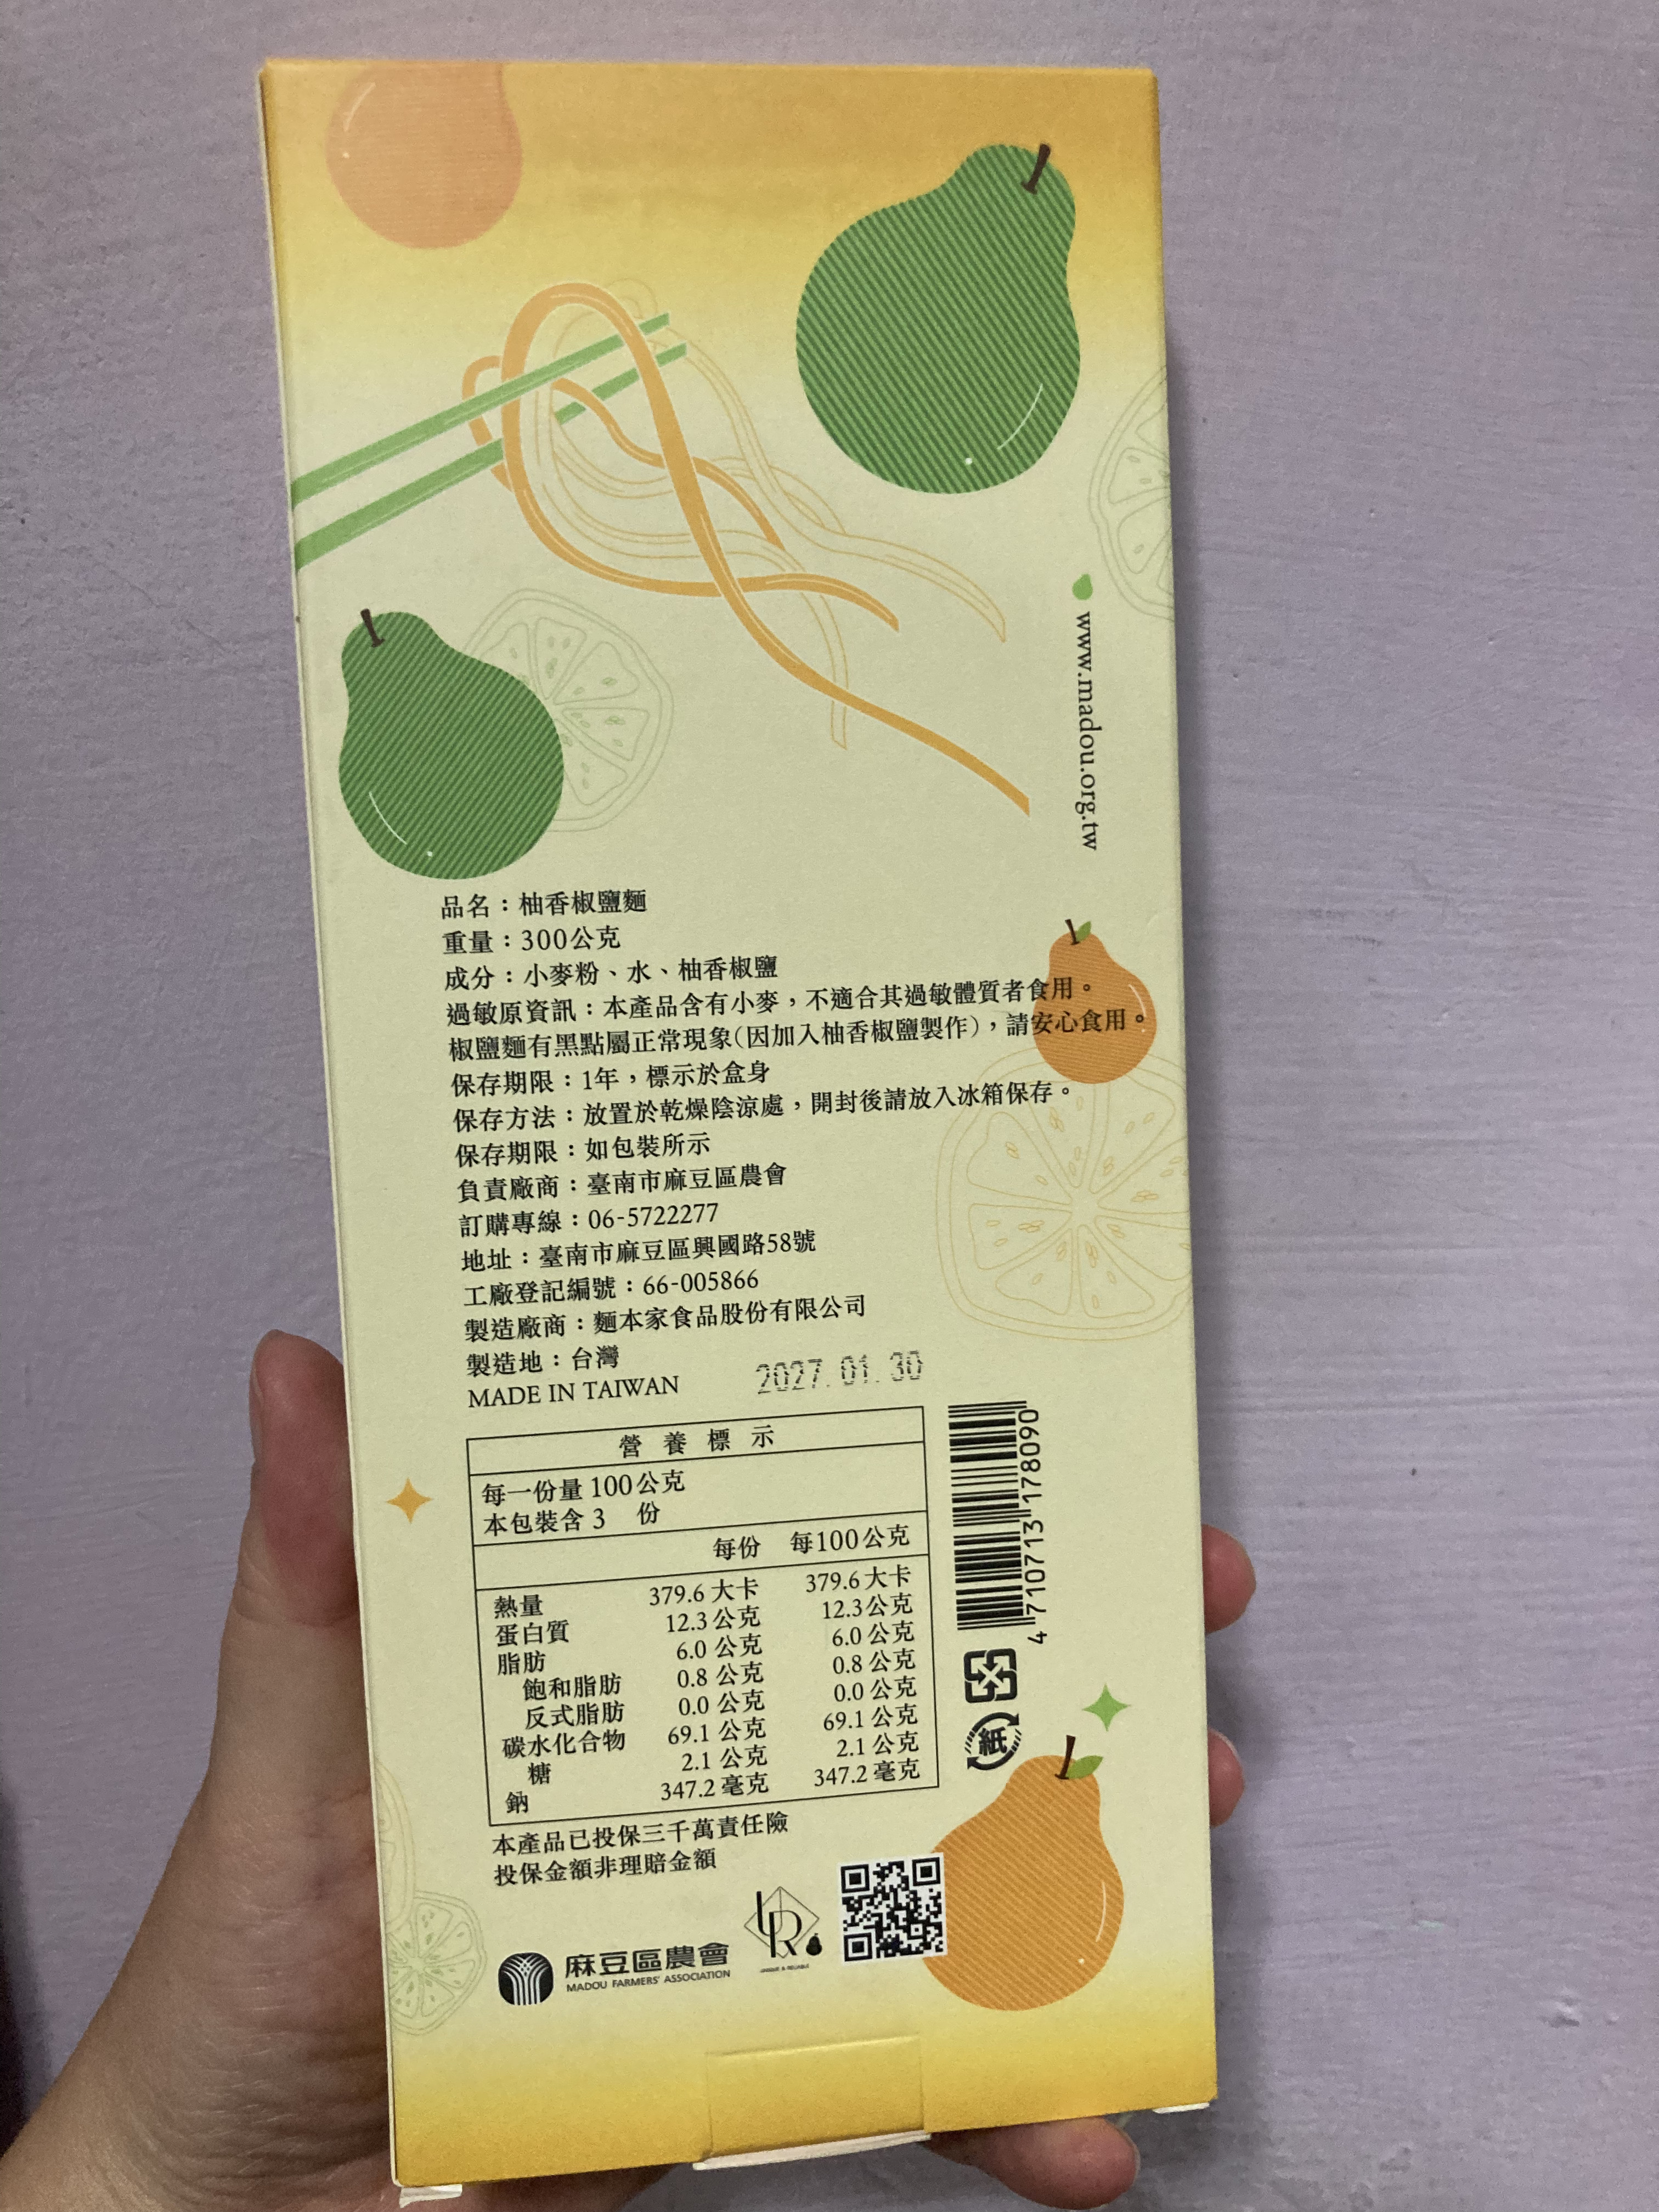 www.madou.org.tw
品名：柚香椒鹽麵
重量：300公克
成分：小麥粉、水、柚香椒鹽
過敏原資訊：本產品含有小麥，不適合其過敏體質者食用。
椒鹽麵有黑點屬正常現象(因加入柚香椒鹽製作)，請安心食用。
保存期限：1年，標示於盒身
保存方法：放置於乾燥陰涼處，開封後請放入冰箱保存。
保存期限：如包裝所示
負責廠商：臺南市麻豆區農會
訂購專線：06-5722277
地址：臺南市麻豆區興國路58號
工廠登記編號：66-005866
製造廠商：麵本家食品股份有限公司
製造地：台灣
MADE IN TAIWAN
2027.01.30
營養標示
每一份量 100公克
本包裝含 3 份
每份 每100公克
熱量 379.6 大卡 379.6 大卡
蛋白質 12.3 公克 12.3公克
脂肪 6.0 公克 6.0 公克
飽和脂肪 0.8 公克 0.8 公克
反式脂肪 0.0 公克 0.0 公克
碳水化合物 69.1 公克 69.1 公克
糖 2.1 公克 2.1 公克
鈉 347.2 毫克 347.2 毫克
4 710713 178090
紙
本產品已投保三千萬責任險
投保金額非理賠金額
麻豆區農會
MADOU FARMERS' ASSOCIATION
UR
UNIQUE & RELIABLE